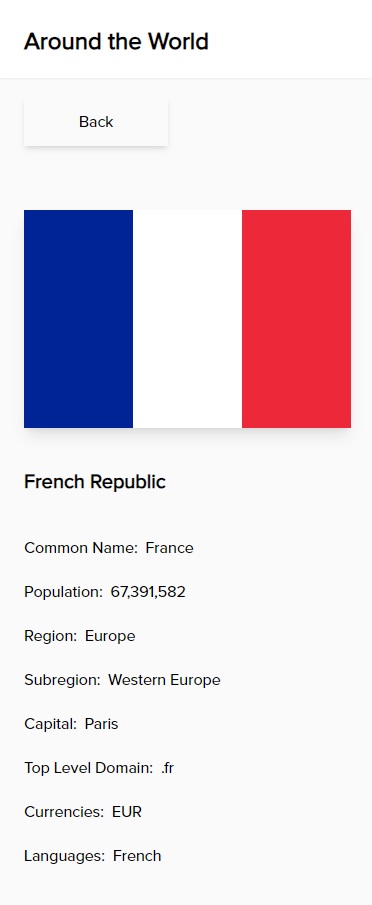 Around the World
Back
French Republic
Common Name: France
Population: 67,391,582
Region: Europe
Subregion: Western Europe
Capital: Paris
Top Level Domain: .fr
Currencies: EUR
Languages: French